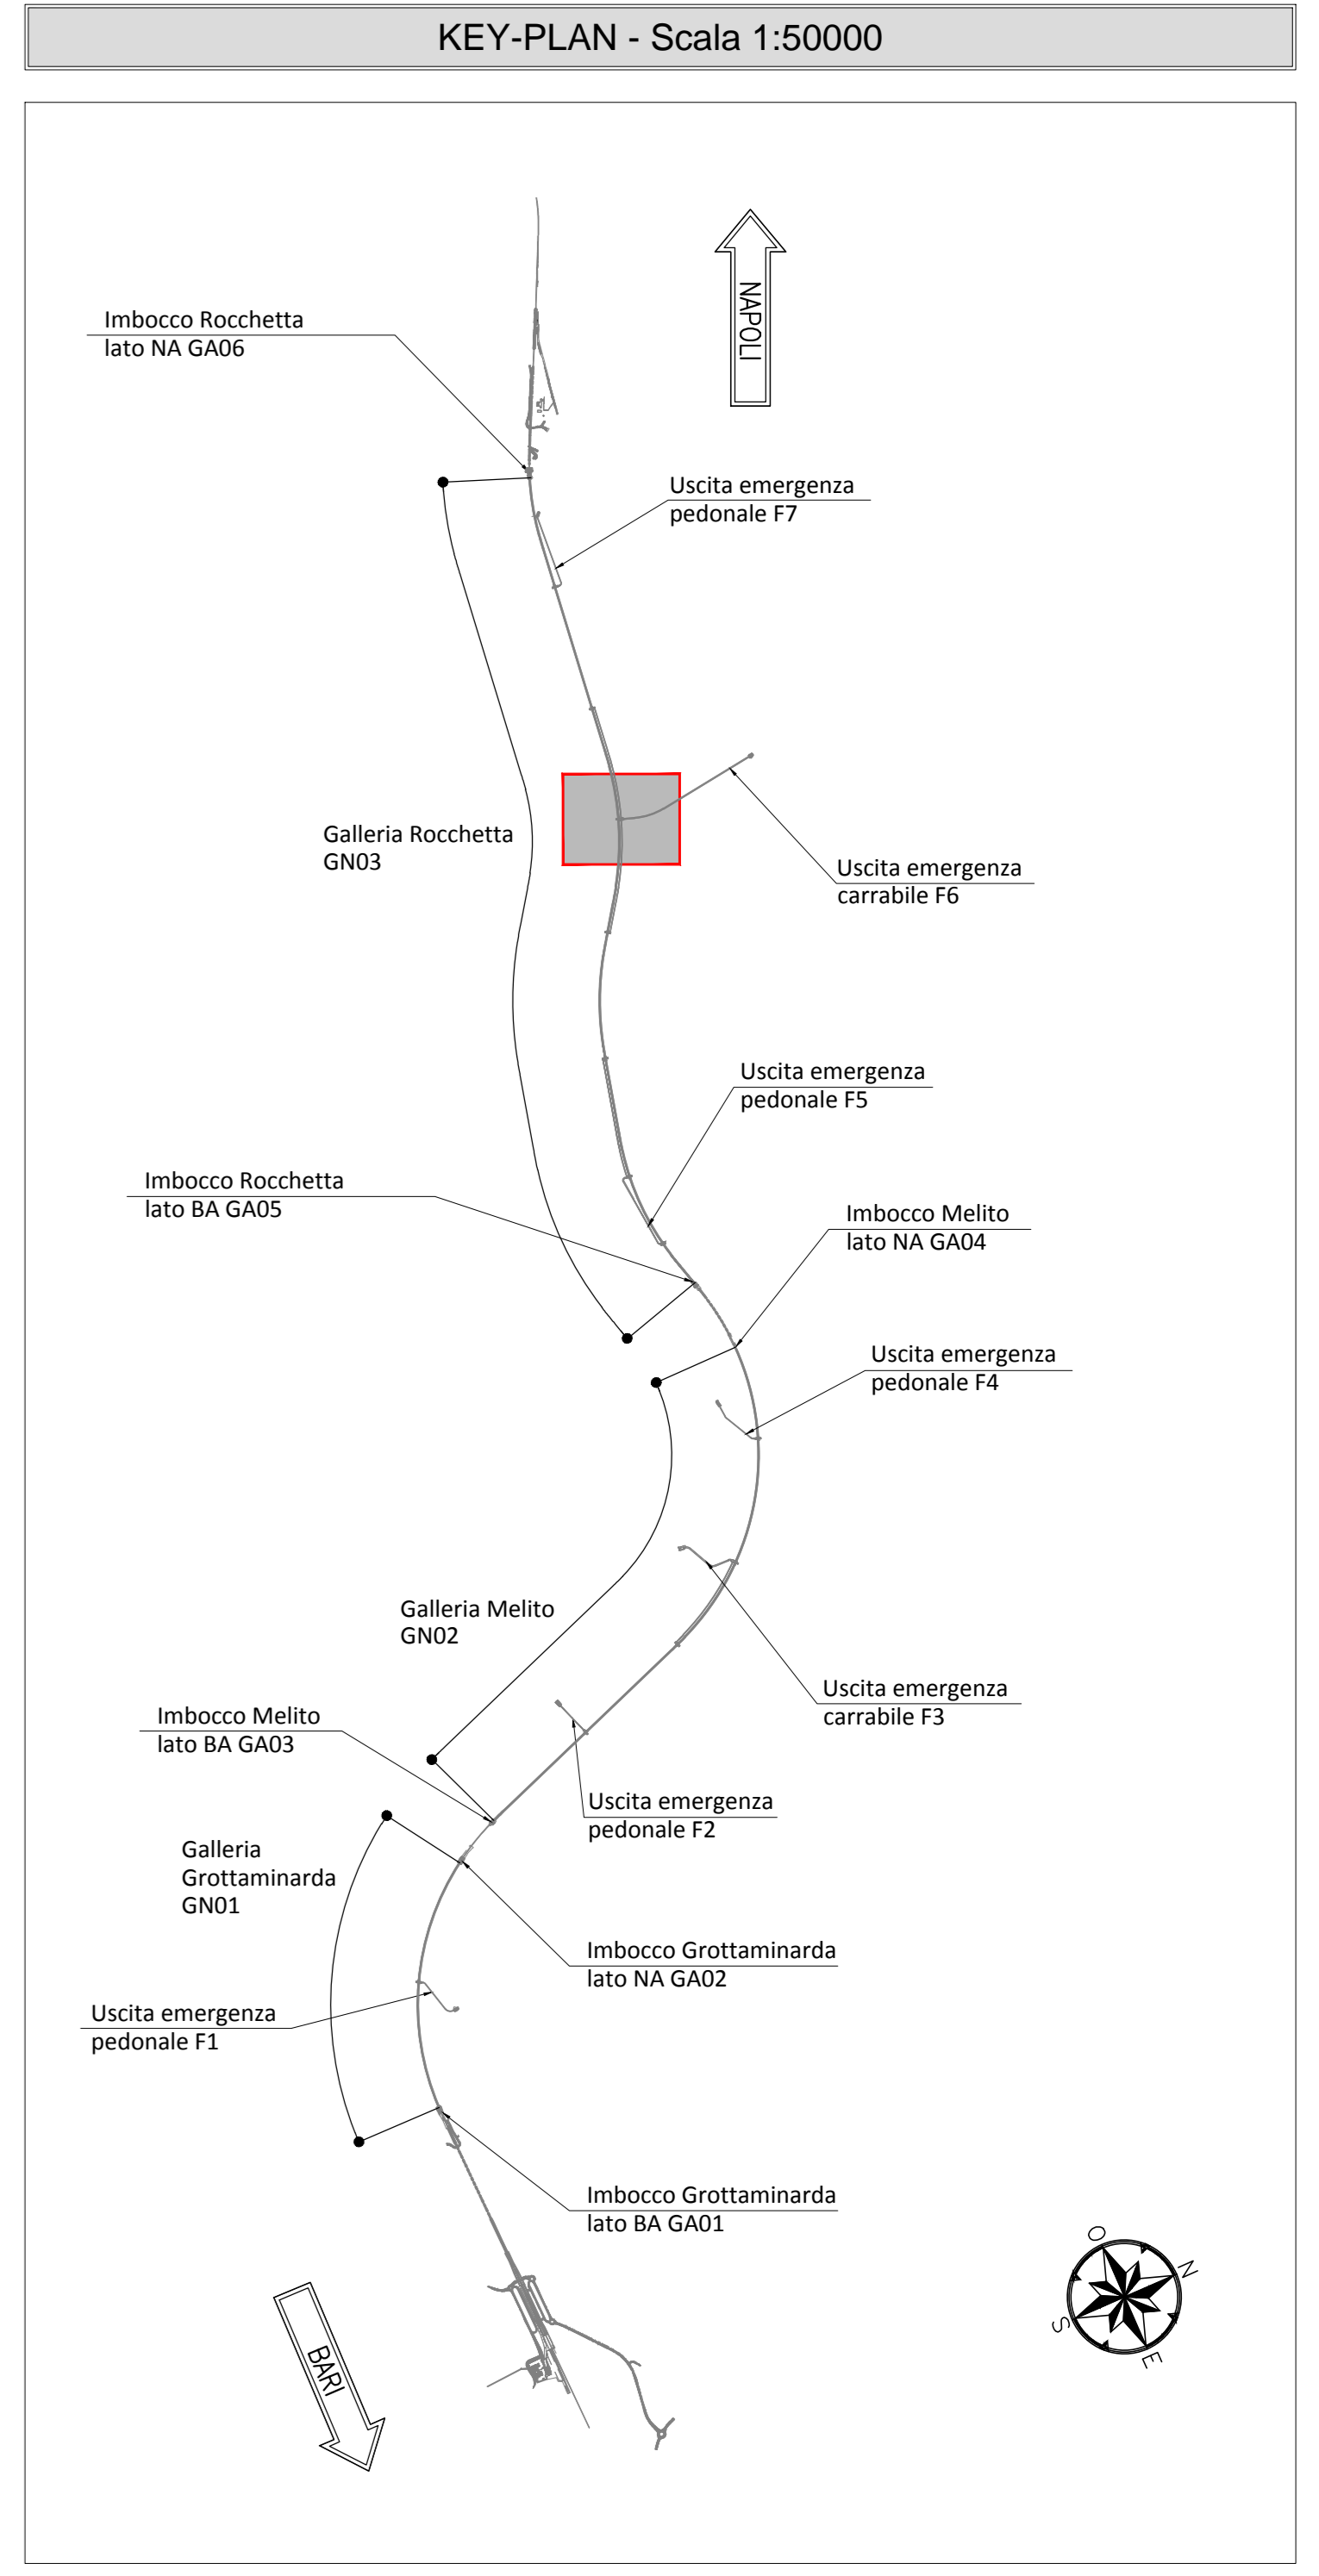 KEY-PLAN - Scala 1:50000
NAPOLI
Imbocco Rocchetta
lato NA GA06
Uscita emergenza
pedonale F7
Galleria Rocchetta
GN03
Uscita emergenza
carrabile F6
Uscita emergenza
pedonale F5
Imbocco Rocchetta
lato BA GA05
Imbocco Melito
lato NA GA04
Uscita emergenza
pedonale F4
Galleria Melito
GN02
Uscita emergenza
carrabile F3
Imbocco Melito
lato BA GA03
Uscita emergenza
pedonale F2
Galleria
Grottaminarda
GN01
Imbocco Grottaminarda
lato NA GA02
Uscita emergenza
pedonale F1
Imbocco Grottaminarda
lato BA GA01
O
N
S
E
BARI